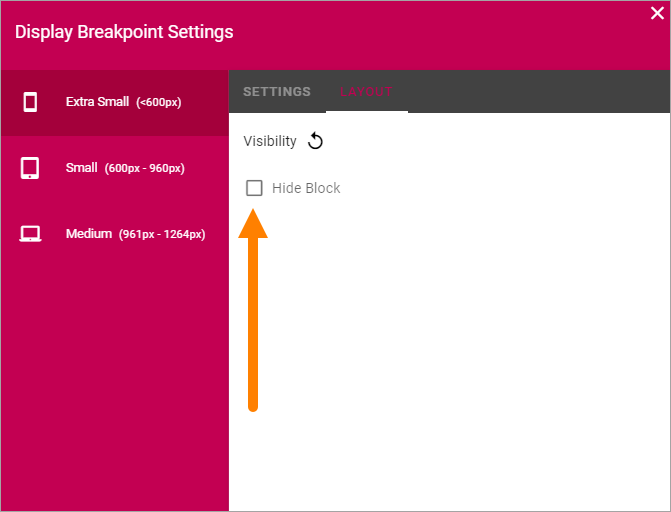 Display Breakpoint Settings
Extra Small (<600px)
Small (600px - 960px)
Medium (961px - 1264px)
SETTINGS LAYOUT
Visibility
Hide Block